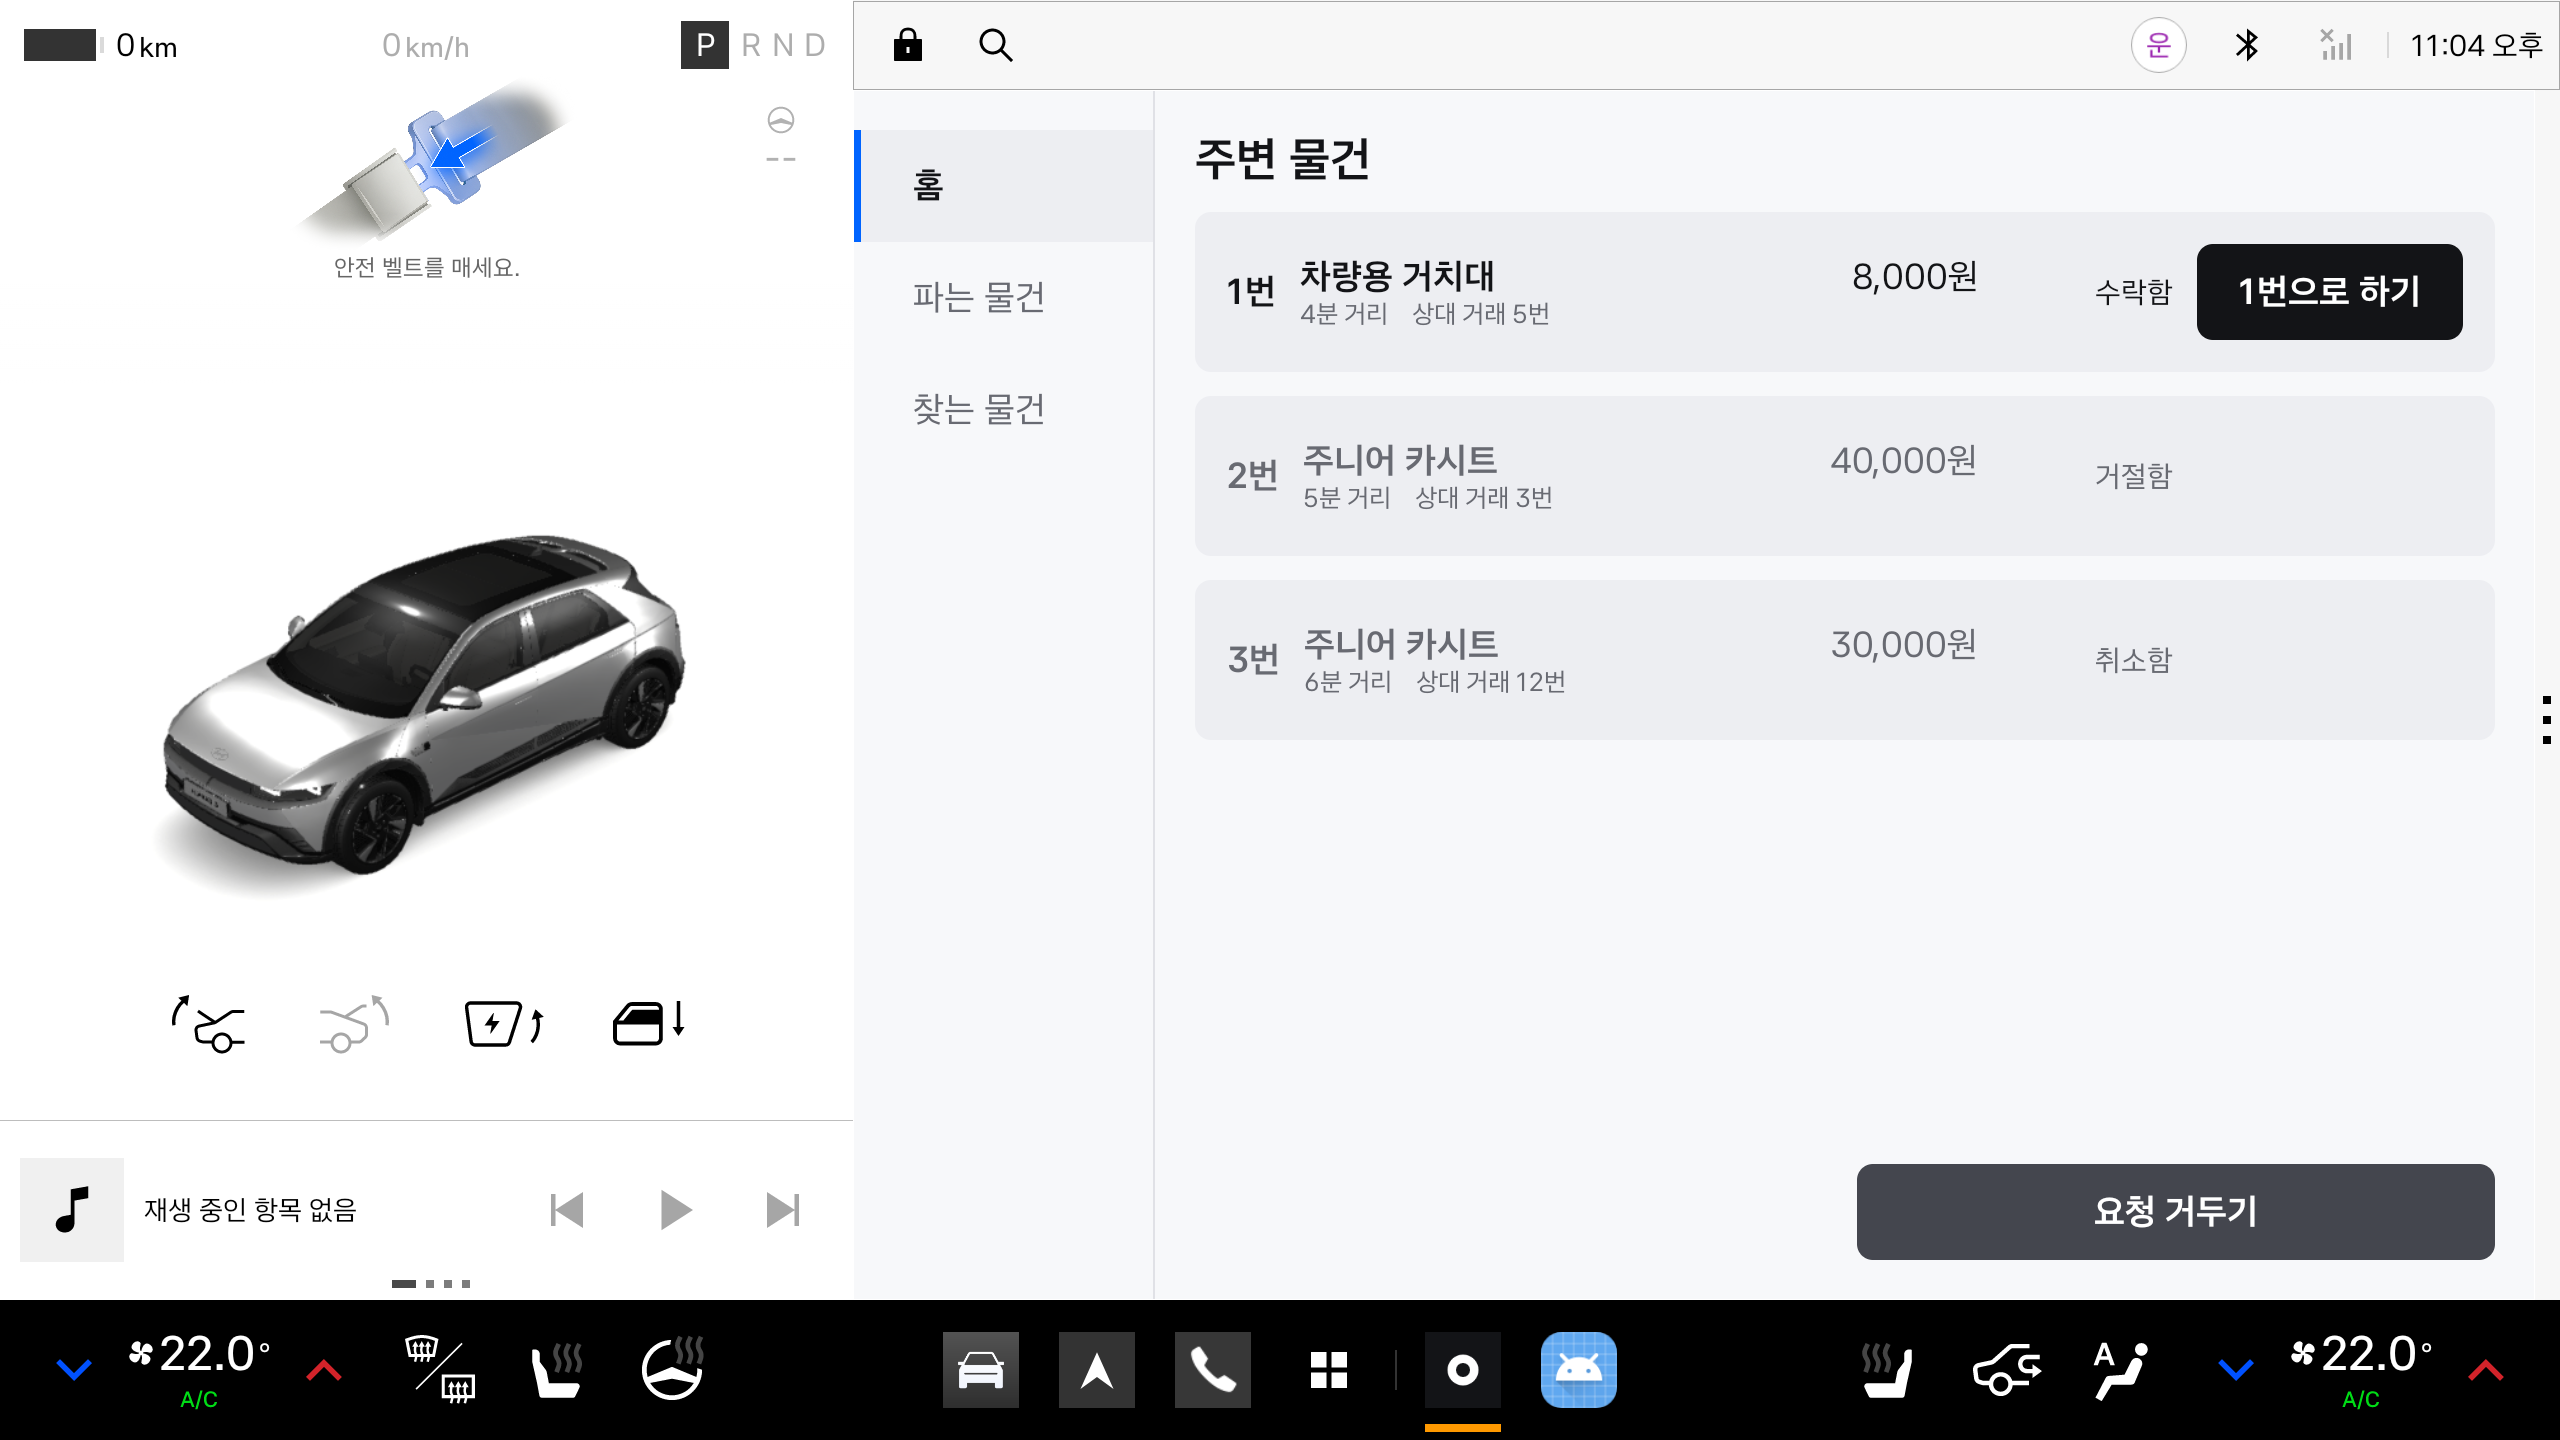 0 km
0 km/h
P R N D
안전 벨트를 매세요.
--
재생 중인 항목 없음
운
11:04 오후
홈
파는 물건
찾는 물건
주변 물건
1번
차량용 거치대
4분 거리 상대 거래 5번
8,000원
수락함
1번으로 하기
2번
주니어 카시트
5분 거리 상대 거래 3번
40,000원
거절함
3번
주니어 카시트
6분 거리 상대 거래 12번
30,000원
취소함
요청 거두기
22.0°
A/C
A
22.0°
A/C